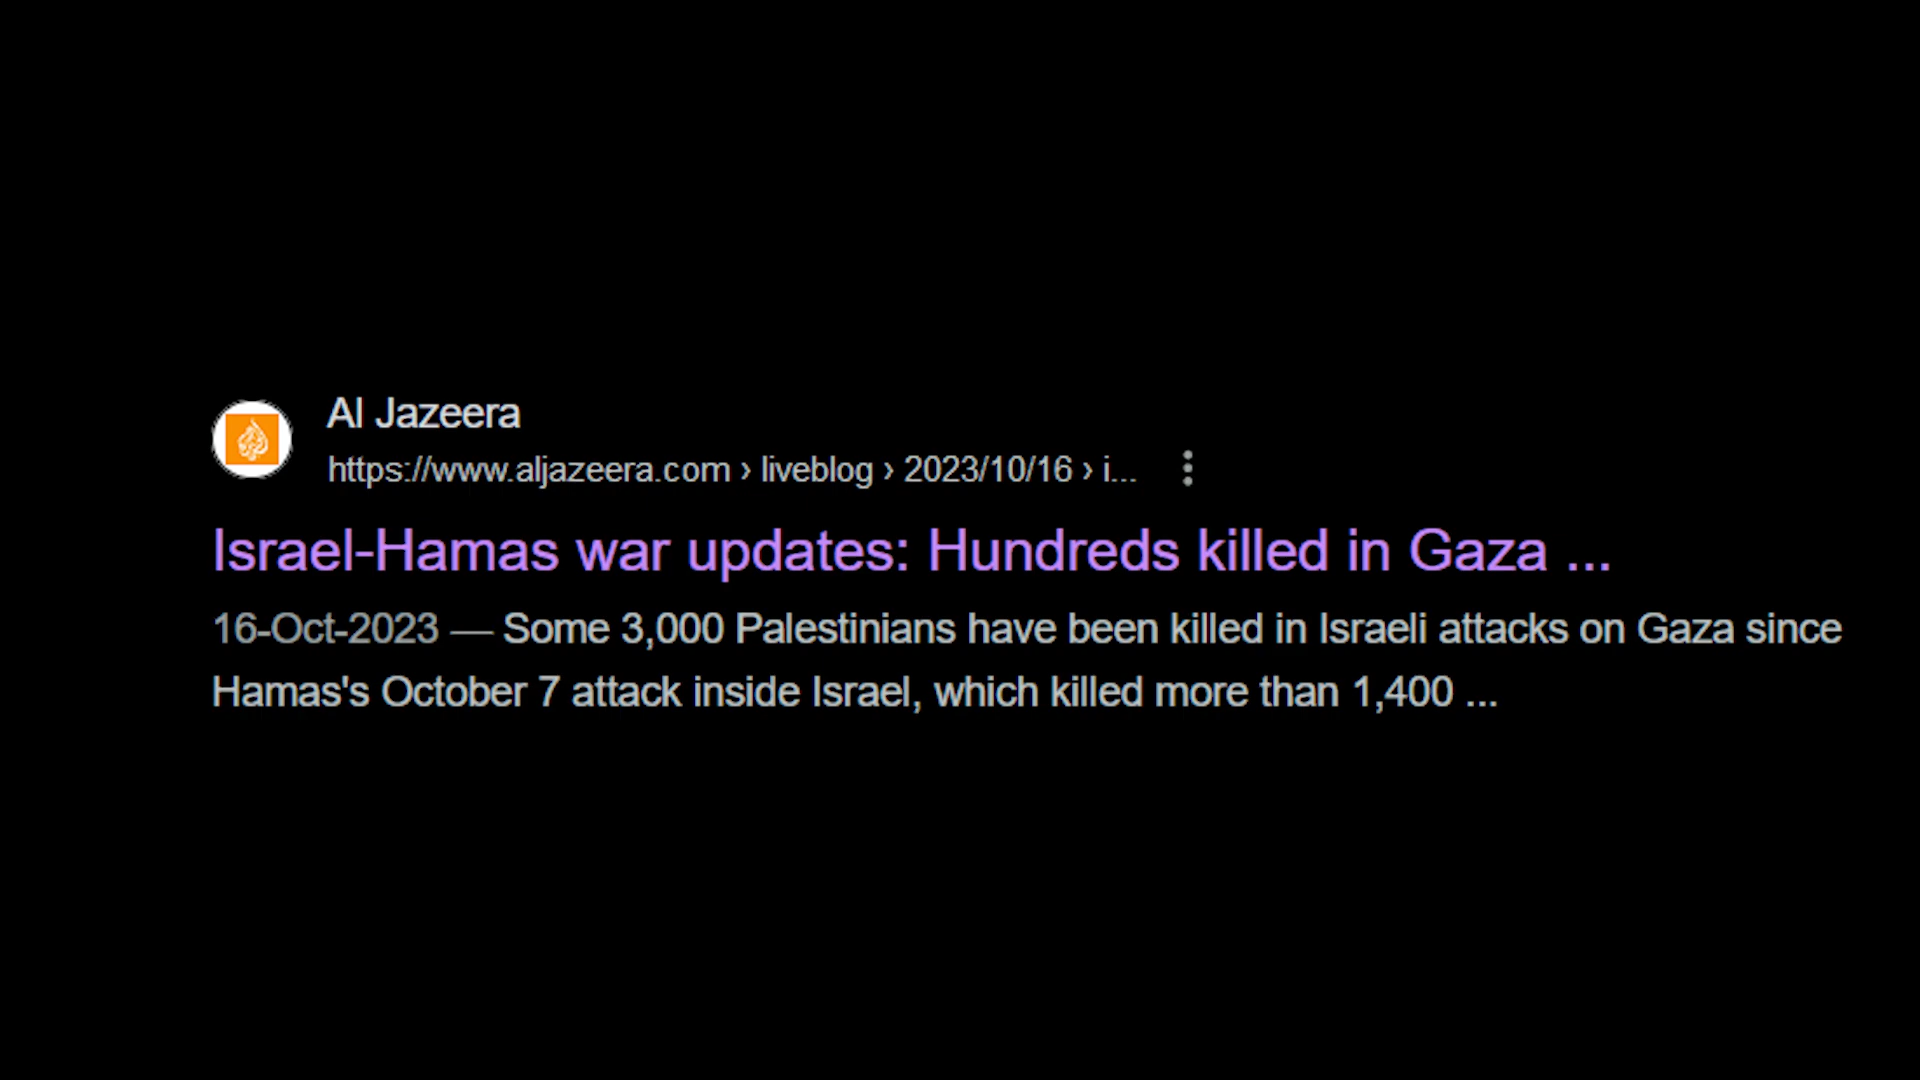 Al Jazeera
https://www.aljazeera.com › liveblog › 2023/10/16 › i...
Israel-Hamas war updates: Hundreds killed in Gaza ...
16-Oct-2023 — Some 3,000 Palestinians have been killed in Israeli attacks on Gaza since
Hamas's October 7 attack inside Israel, which killed more than 1,400 ...